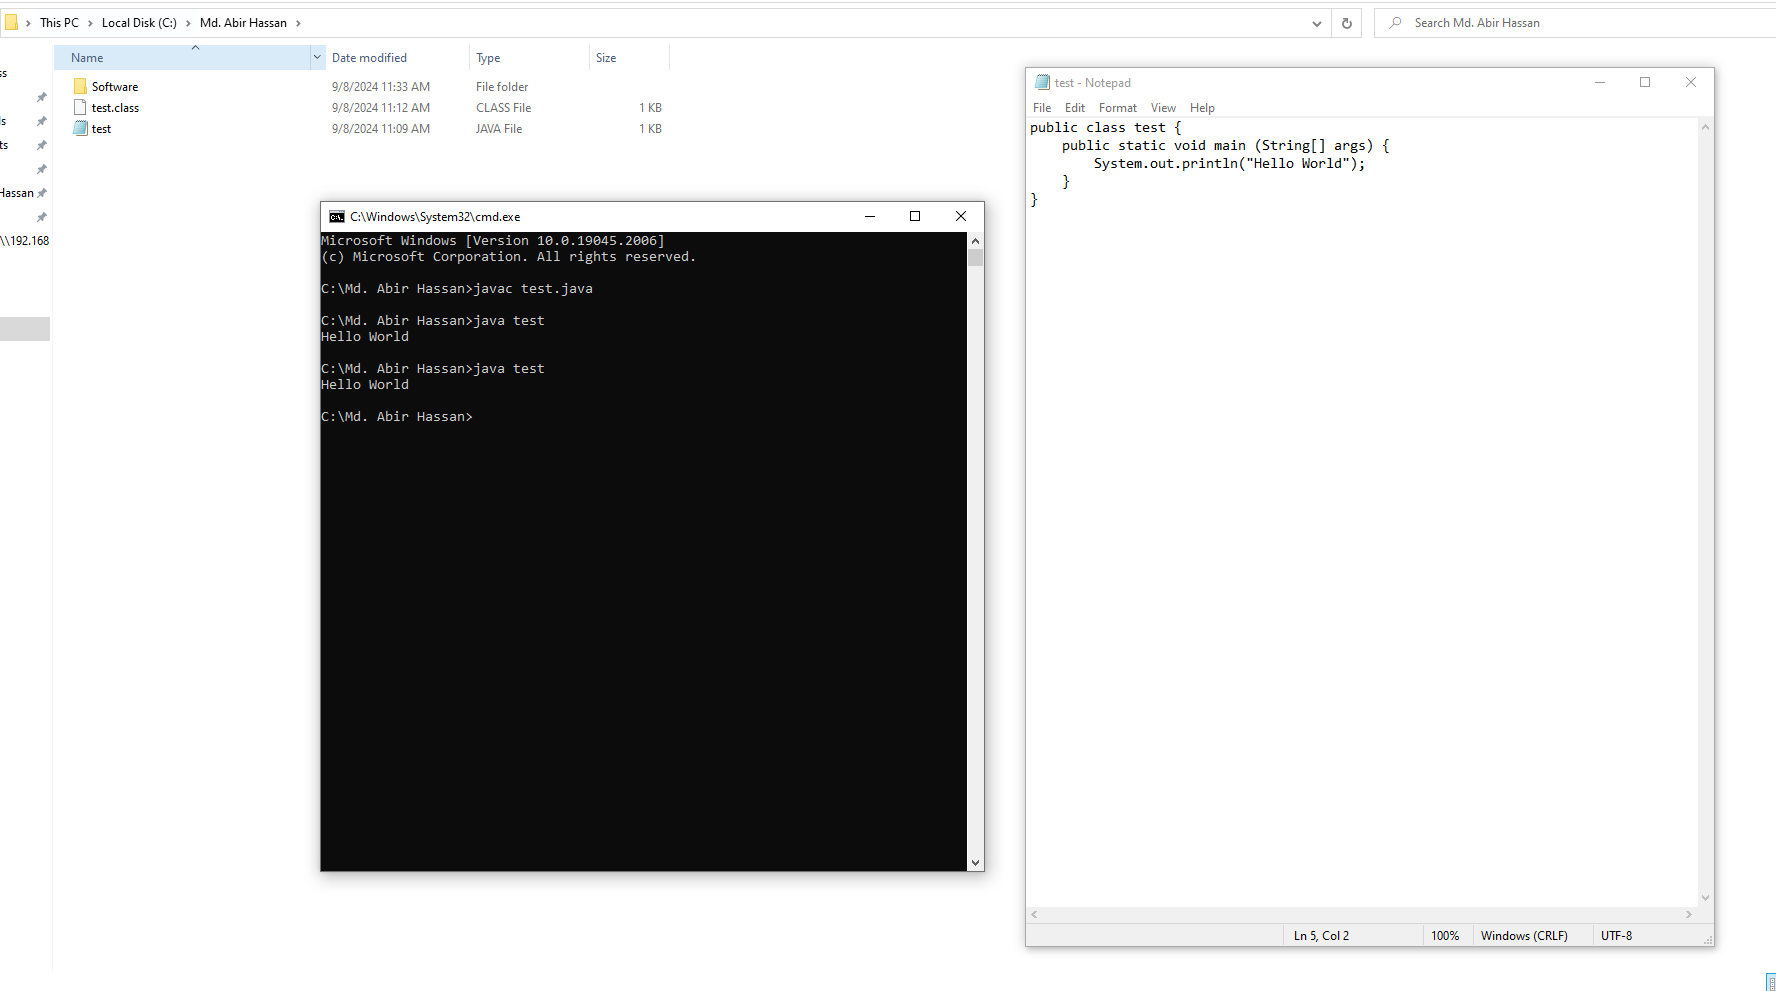 This PC > Local Disk (C:) > Md. Abir Hassan >
Search Md. Abir Hassan
Name Date modified Type Size
Software 9/8/2024 11:33 AM File folder
test.class 9/8/2024 11:12 AM CLASS File 1 KB
test 9/8/2024 11:09 AM JAVA File 1 KB
ss
ls
ts
Hassan
\\192.168
C:\Windows\System32\cmd.exe
Microsoft Windows [Version 10.0.19045.2006]
(c) Microsoft Corporation. All rights reserved.
C:\Md. Abir Hassan>javac test.java
C:\Md. Abir Hassan>java test
Hello World
C:\Md. Abir Hassan>java test
Hello World
C:\Md. Abir Hassan>
test - Notepad
File Edit Format View Help
public class test {
    public static void main (String[] args) {
        System.out.println("Hello World");
    }
}
Ln 5, Col 2 100% Windows (CRLF) UTF-8